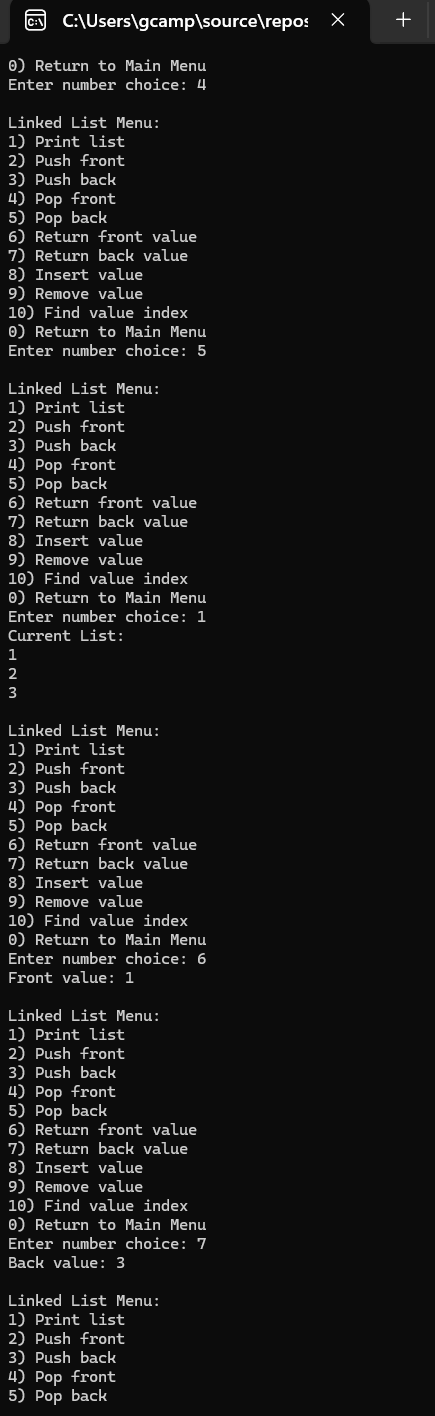 C:\Users\gcamp\source\repos
0) Return to Main Menu
Enter number choice: 4
Linked List Menu:
1) Print list
2) Push front
3) Push back
4) Pop front
5) Pop back
6) Return front value
7) Return back value
8) Insert value
9) Remove value
10) Find value index
0) Return to Main Menu
Enter number choice: 5
Linked List Menu:
1) Print list
2) Push front
3) Push back
4) Pop front
5) Pop back
6) Return front value
7) Return back value
8) Insert value
9) Remove value
10) Find value index
0) Return to Main Menu
Enter number choice: 1
Current List:
1
2
3
Linked List Menu:
1) Print list
2) Push front
3) Push back
4) Pop front
5) Pop back
6) Return front value
7) Return back value
8) Insert value
9) Remove value
10) Find value index
0) Return to Main Menu
Enter number choice: 6
Front value: 1
Linked List Menu:
1) Print list
2) Push front
3) Push back
4) Pop front
5) Pop back
6) Return front value
7) Return back value
8) Insert value
9) Remove value
10) Find value index
0) Return to Main Menu
Enter number choice: 7
Back value: 3
Linked List Menu:
1) Print list
2) Push front
3) Push back
4) Pop front
5) Pop back